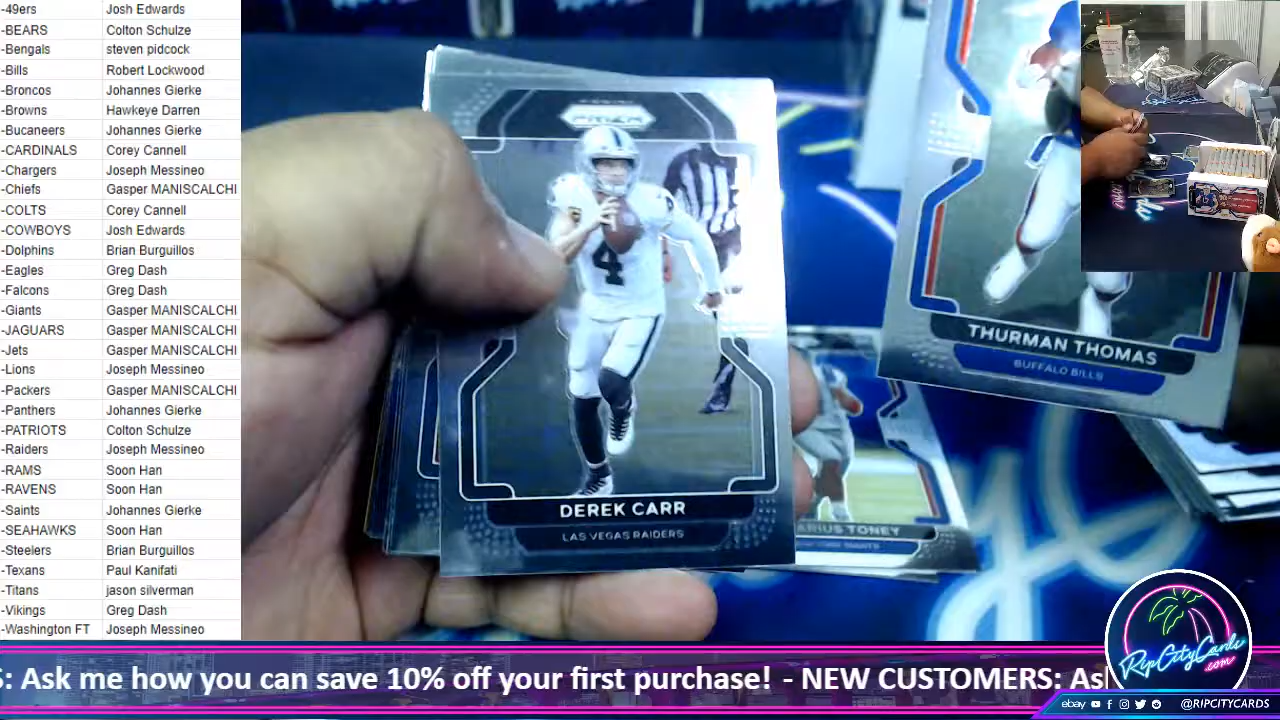 -49ers Josh Edwards
-BEARS Colton Schulze
-Bengals steven pidcock
-Bills Robert Lockwood
-Broncos Johannes Gierke
-Browns Hawkeye Darren
-Bucaneers Johannes Gierke
-CARDINALS Corey Cannell
-Chargers Joseph Messineo
-Chiefs Gasper MANISCALCHI
-COLTS Corey Cannell
-COWBOYS Josh Edwards
-Dolphins Brian Burguillos
-Eagles Greg Dash
-Falcons Greg Dash
-Giants Gasper MANISCALCHI
-JAGUARS Gasper MANISCALCHI
-Jets Gasper MANISCALCHI
-Lions Joseph Messineo
-Packers Gasper MANISCALCHI
-Panthers Johannes Gierke
-PATRIOTS Colton Schulze
-Raiders Joseph Messineo
-RAMS Soon Han
-RAVENS Soon Han
-Saints Johannes Gierke
-SEAHAWKS Soon Han
-Steelers Brian Burguillos
-Texans Paul Kanifati
-Titans jason silverman
-Vikings Greg Dash
-Washington FT Joseph Messineo
PRIZM
4
DEREK CARR
LAS VEGAS RAIDERS
THURMAN THOMAS
BUFFALO BILLS
ARIUS TONEY
S: Ask me how you can save 10% off your first purchase! - NEW CUSTOMERS: As
RipCityCards
.com
ebay @RIPCITYCARDS